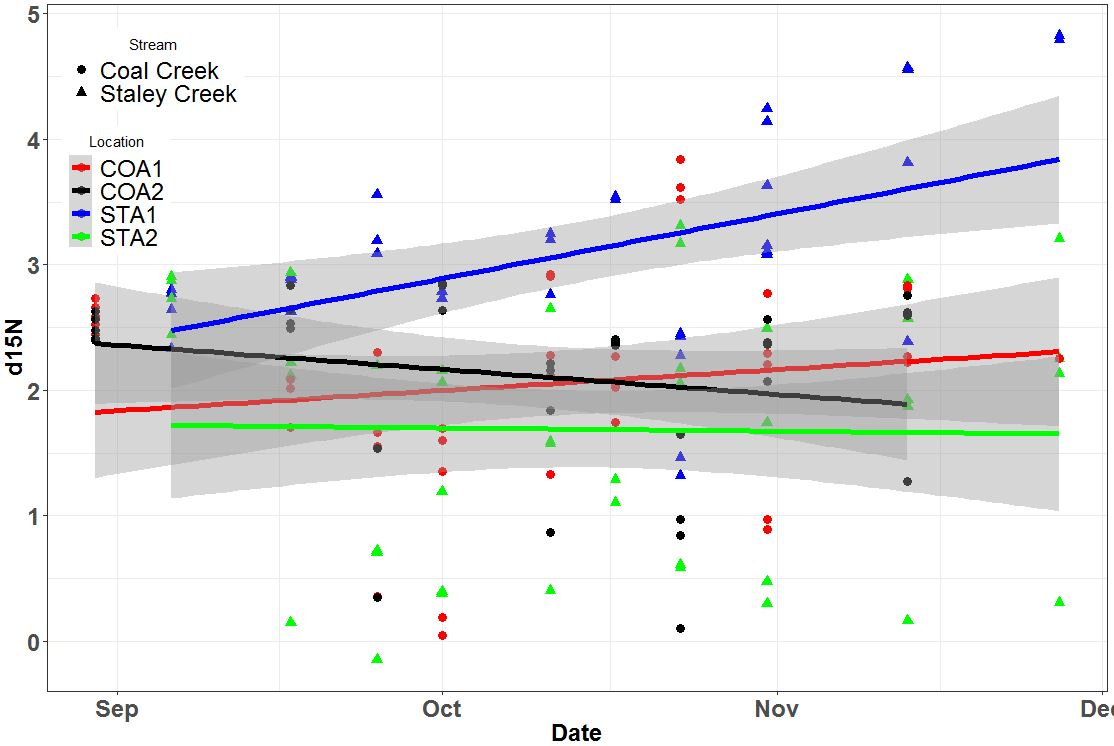 5
4
3
2
1
0
d15N
Stream
Coal Creek
Staley Creek
Location
COA1
COA2
STA1
STA2
Sep Oct Nov Dec
Date